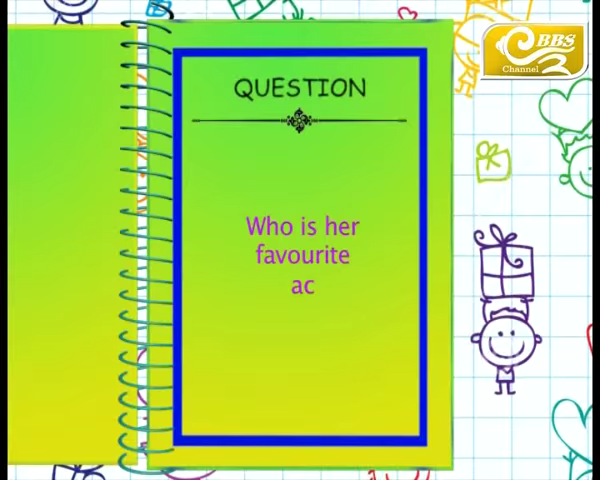 BBS
Channel 2
QUESTION
Who is her
favourite
ac